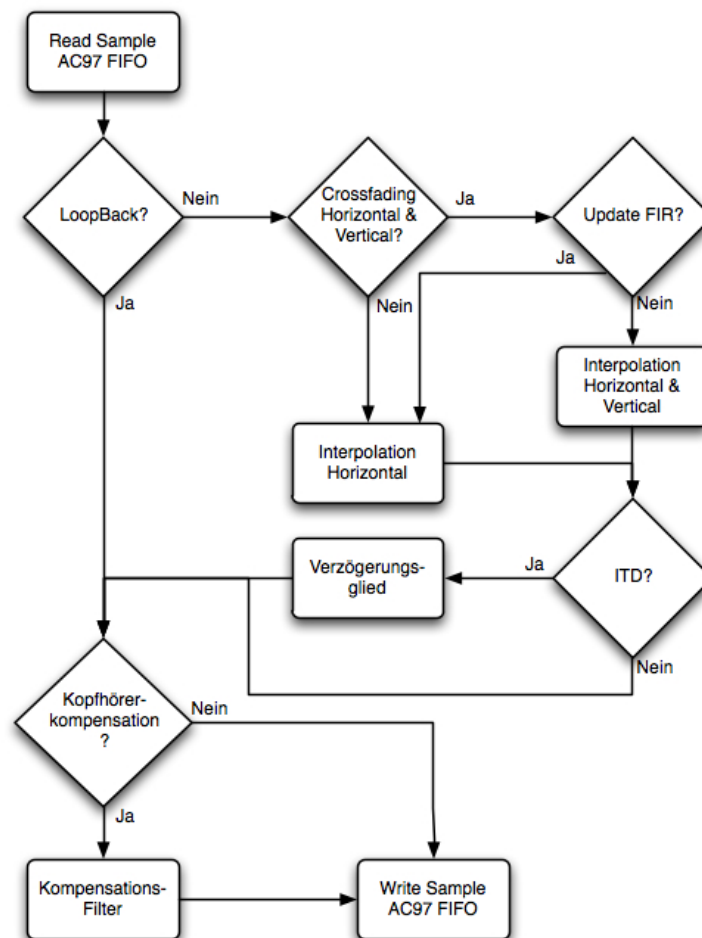 Read Sample
AC97 FIFO
LoopBack?
Nein
Crossfading
Horizontal &
Vertical?
Ja
Update FIR?
Ja
Nein
Nein
Ja
Interpolation
Horizontal &
Vertical
Interpolation
Horizontal
Verzögerungs-
glied
Ja
ITD?
Nein
Kopfhörer-
kompensation
?
Nein
Ja
Kompensations-
Filter
Write Sample
AC97 FIFO